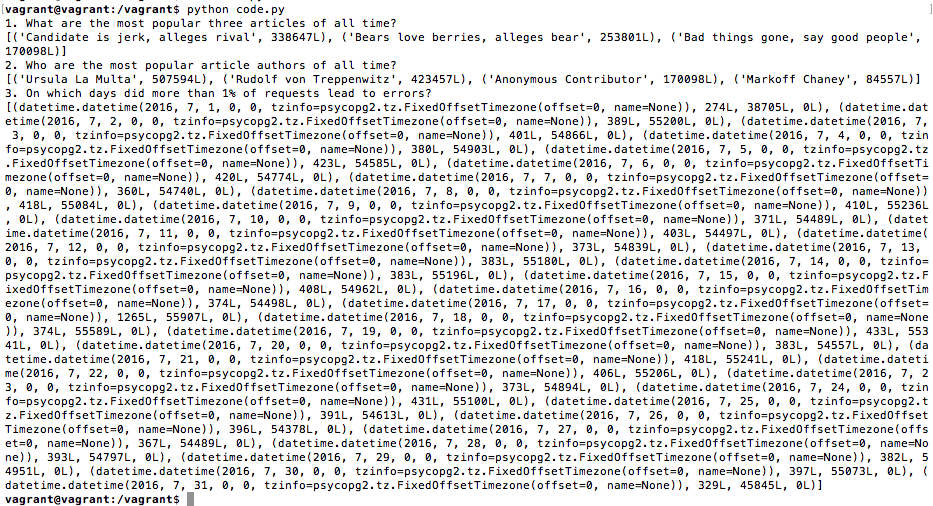 [vagrant@vagrant:/vagrant$ python code.py ]
1. What are the most popular three articles of all time?
[('Candidate is jerk, alleges rival', 338647L), ('Bears love berries, alleges bear', 253801L), ('Bad things gone, say good people',
170098L)]
2. Who are the most popular article authors of all time?
[('Ursula La Multa', 507594L), ('Rudolf von Treppenwitz', 423457L), ('Anonymous Contributor', 170098L), ('Markoff Chaney', 84557L)]
3. On which days did more than 1% of requests lead to errors?
[(datetime.datetime(2016, 7, 1, 0, 0, tzinfo=psycopg2.tz.FixedOffsetTimezone(offset=0, name=None)), 274L, 38705L, 0L), (datetime.dat
etime(2016, 7, 2, 0, 0, tzinfo=psycopg2.tz.FixedOffsetTimezone(offset=0, name=None)), 389L, 55200L, 0L), (datetime.datetime(2016, 7,
 3, 0, 0, tzinfo=psycopg2.tz.FixedOffsetTimezone(offset=0, name=None)), 401L, 54866L, 0L), (datetime.datetime(2016, 7, 4, 0, 0, tzin
fo=psycopg2.tz.FixedOffsetTimezone(offset=0, name=None)), 380L, 54903L, 0L), (datetime.datetime(2016, 7, 5, 0, 0, tzinfo=psycopg2.tz
.FixedOffsetTimezone(offset=0, name=None)), 423L, 54585L, 0L), (datetime.datetime(2016, 7, 6, 0, 0, tzinfo=psycopg2.tz.FixedOffsetTi
mezone(offset=0, name=None)), 420L, 54774L, 0L), (datetime.datetime(2016, 7, 7, 0, 0, tzinfo=psycopg2.tz.FixedOffsetTimezone(offset=
0, name=None)), 360L, 54740L, 0L), (datetime.datetime(2016, 7, 8, 0, 0, tzinfo=psycopg2.tz.FixedOffsetTimezone(offset=0, name=None))
, 418L, 55084L, 0L), (datetime.datetime(2016, 7, 9, 0, 0, tzinfo=psycopg2.tz.FixedOffsetTimezone(offset=0, name=None)), 410L, 55236L
, 0L), (datetime.datetime(2016, 7, 10, 0, 0, tzinfo=psycopg2.tz.FixedOffsetTimezone(offset=0, name=None)), 371L, 54489L, 0L), (datet
ime.datetime(2016, 7, 11, 0, 0, tzinfo=psycopg2.tz.FixedOffsetTimezone(offset=0, name=None)), 403L, 54497L, 0L), (datetime.datetime(
2016, 7, 12, 0, 0, tzinfo=psycopg2.tz.FixedOffsetTimezone(offset=0, name=None)), 373L, 54839L, 0L), (datetime.datetime(2016, 7, 13,
0, 0, tzinfo=psycopg2.tz.FixedOffsetTimezone(offset=0, name=None)), 383L, 55180L, 0L), (datetime.datetime(2016, 7, 14, 0, 0, tzinfo=
psycopg2.tz.FixedOffsetTimezone(offset=0, name=None)), 383L, 55196L, 0L), (datetime.datetime(2016, 7, 15, 0, 0, tzinfo=psycopg2.tz.F
ixedOffsetTimezone(offset=0, name=None)), 408L, 54962L, 0L), (datetime.datetime(2016, 7, 16, 0, 0, tzinfo=psycopg2.tz.FixedOffsetTim
ezone(offset=0, name=None)), 374L, 54498L, 0L), (datetime.datetime(2016, 7, 17, 0, 0, tzinfo=psycopg2.tz.FixedOffsetTimezone(offset=
0, name=None)), 1265L, 55907L, 0L), (datetime.datetime(2016, 7, 18, 0, 0, tzinfo=psycopg2.tz.FixedOffsetTimezone(offset=0, name=None
)), 374L, 55589L, 0L), (datetime.datetime(2016, 7, 19, 0, 0, tzinfo=psycopg2.tz.FixedOffsetTimezone(offset=0, name=None)), 433L, 553
41L, 0L), (datetime.datetime(2016, 7, 20, 0, 0, tzinfo=psycopg2.tz.FixedOffsetTimezone(offset=0, name=None)), 383L, 54557L, 0L), (da
tetime.datetime(2016, 7, 21, 0, 0, tzinfo=psycopg2.tz.FixedOffsetTimezone(offset=0, name=None)), 418L, 55241L, 0L), (datetime.dateti
me(2016, 7, 22, 0, 0, tzinfo=psycopg2.tz.FixedOffsetTimezone(offset=0, name=None)), 406L, 55206L, 0L), (datetime.datetime(2016, 7, 2
3, 0, 0, tzinfo=psycopg2.tz.FixedOffsetTimezone(offset=0, name=None)), 373L, 54894L, 0L), (datetime.datetime(2016, 7, 24, 0, 0, tzin
fo=psycopg2.tz.FixedOffsetTimezone(offset=0, name=None)), 431L, 55100L, 0L), (datetime.datetime(2016, 7, 25, 0, 0, tzinfo=psycopg2.t
z.FixedOffsetTimezone(offset=0, name=None)), 391L, 54613L, 0L), (datetime.datetime(2016, 7, 26, 0, 0, tzinfo=psycopg2.tz.FixedOffset
Timezone(offset=0, name=None)), 396L, 54378L, 0L), (datetime.datetime(2016, 7, 27, 0, 0, tzinfo=psycopg2.tz.FixedOffsetTimezone(offs
et=0, name=None)), 367L, 54489L, 0L), (datetime.datetime(2016, 7, 28, 0, 0, tzinfo=psycopg2.tz.FixedOffsetTimezone(offset=0, name=No
ne)), 393L, 54797L, 0L), (datetime.datetime(2016, 7, 29, 0, 0, tzinfo=psycopg2.tz.FixedOffsetTimezone(offset=0, name=None)), 382L, 5
4951L, 0L), (datetime.datetime(2016, 7, 30, 0, 0, tzinfo=psycopg2.tz.FixedOffsetTimezone(offset=0, name=None)), 397L, 55073L, 0L), (
datetime.datetime(2016, 7, 31, 0, 0, tzinfo=psycopg2.tz.FixedOffsetTimezone(offset=0, name=None)), 329L, 45845L, 0L)]
vagrant@vagrant:/vagrant$